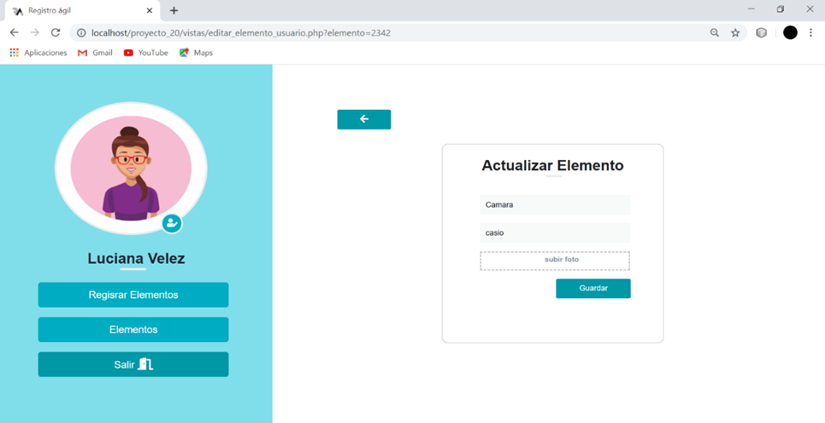 Registro ágil
localhost/proyecto_20/vistas/editar_elemento_usuario.php?elemento=2342
Aplicaciones Gmail YouTube Maps
Actualizar Elemento
Camara
casio
subir foto
Guardar
Luciana Velez
Regisrar Elementos
Elementos
Salir